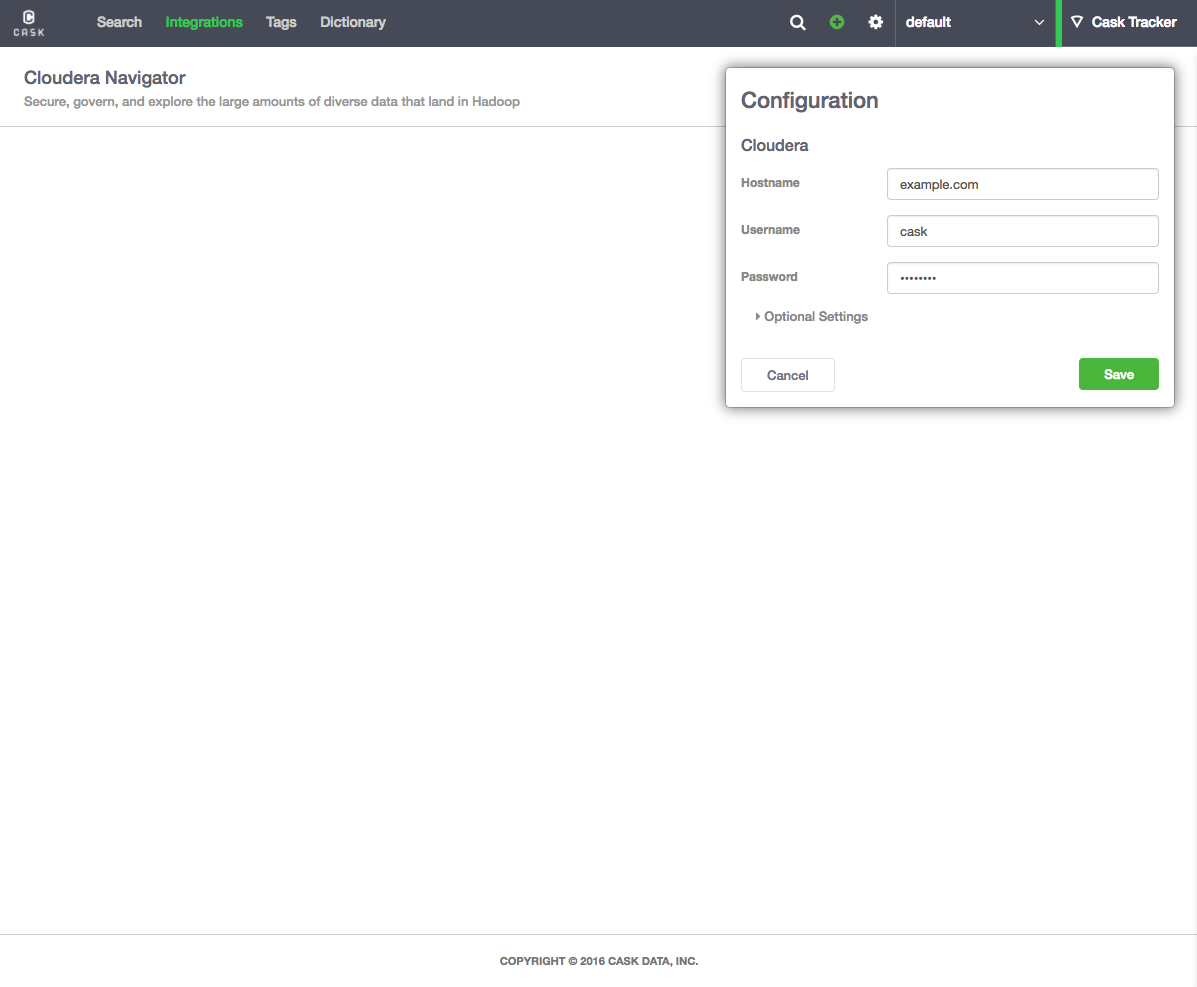 CASK
Search Integrations Tags Dictionary default Cask Tracker
Cloudera Navigator
Secure, govern, and explore the large amounts of diverse data that land in Hadoop
Configuration
Cloudera
Hostname example.com
Username cask
Password ••••••••
Optional Settings
Cancel Save
COPYRIGHT © 2016 CASK DATA, INC.